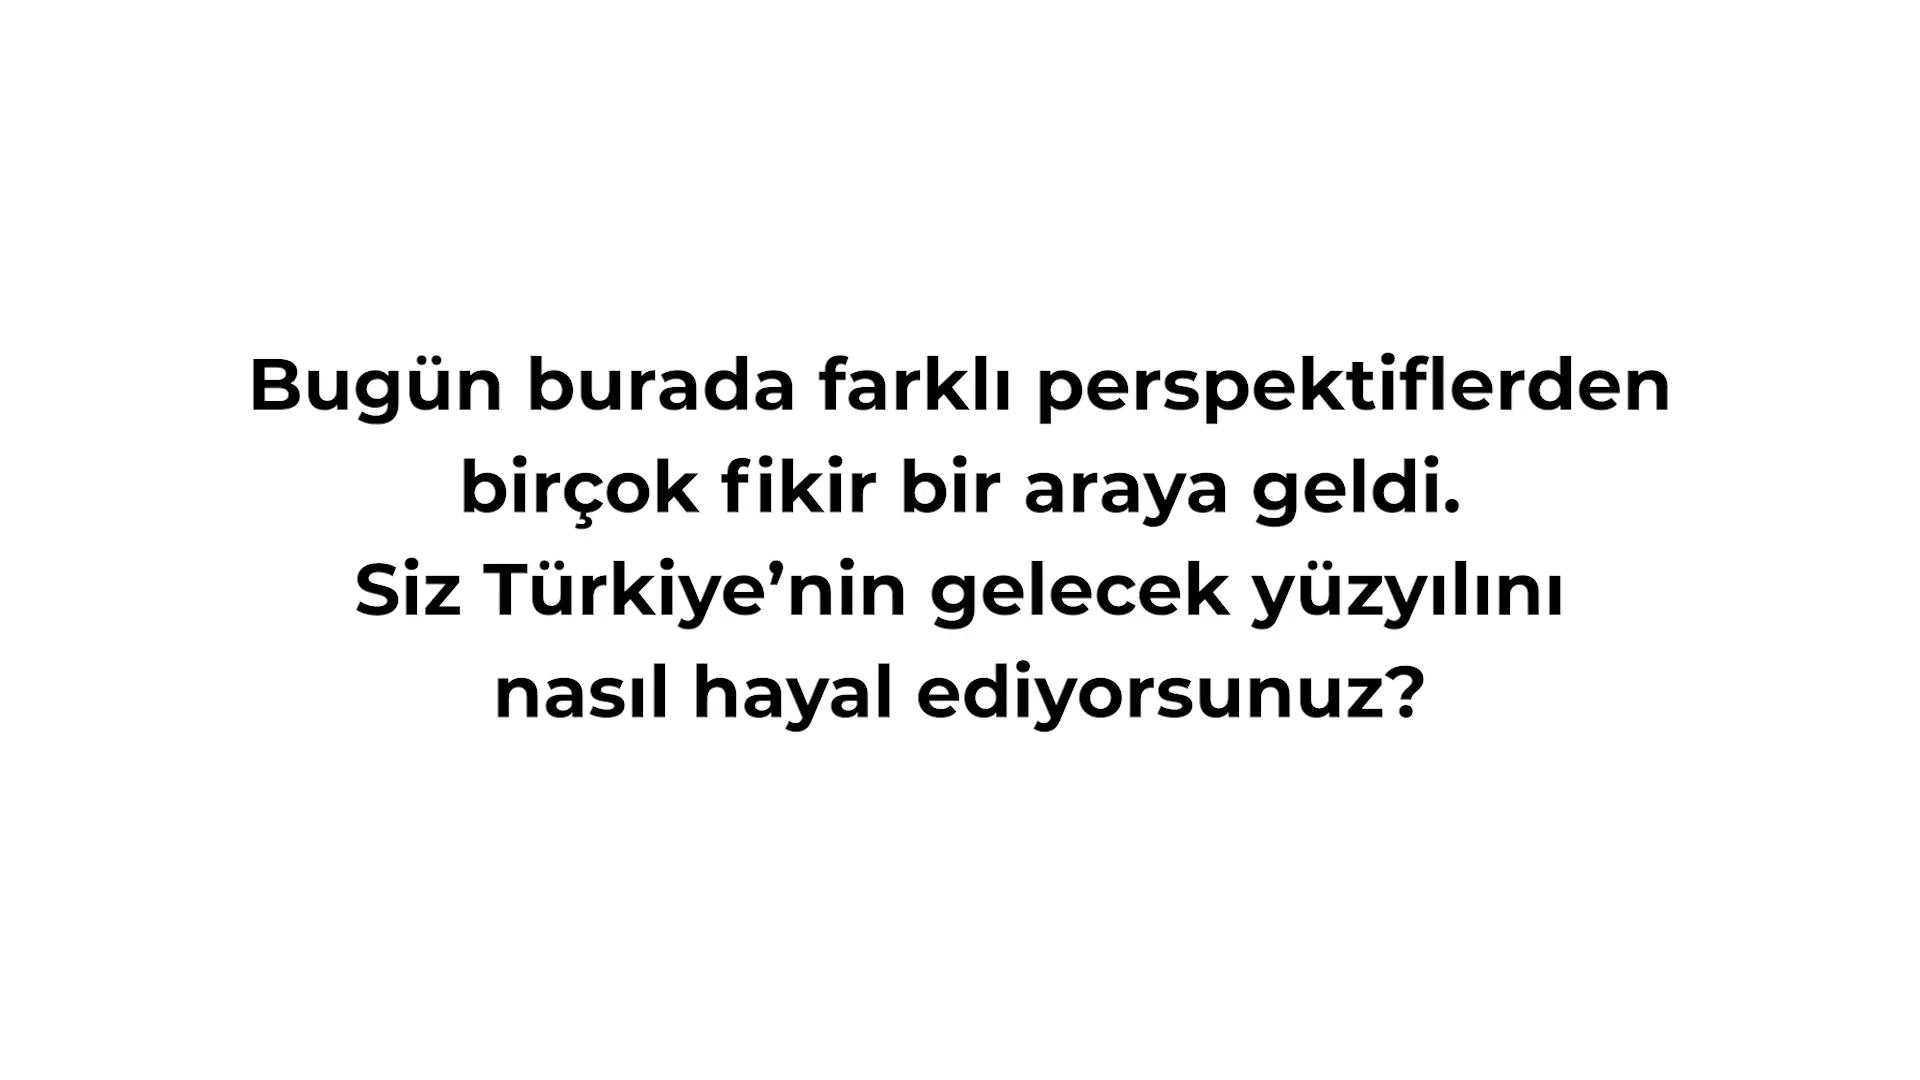 Bugün burada farklı perspektiflerden
birçok fikir bir araya geldi.
Siz Türkiye’nin gelecek yüzyılını
nasıl hayal ediyorsunuz?